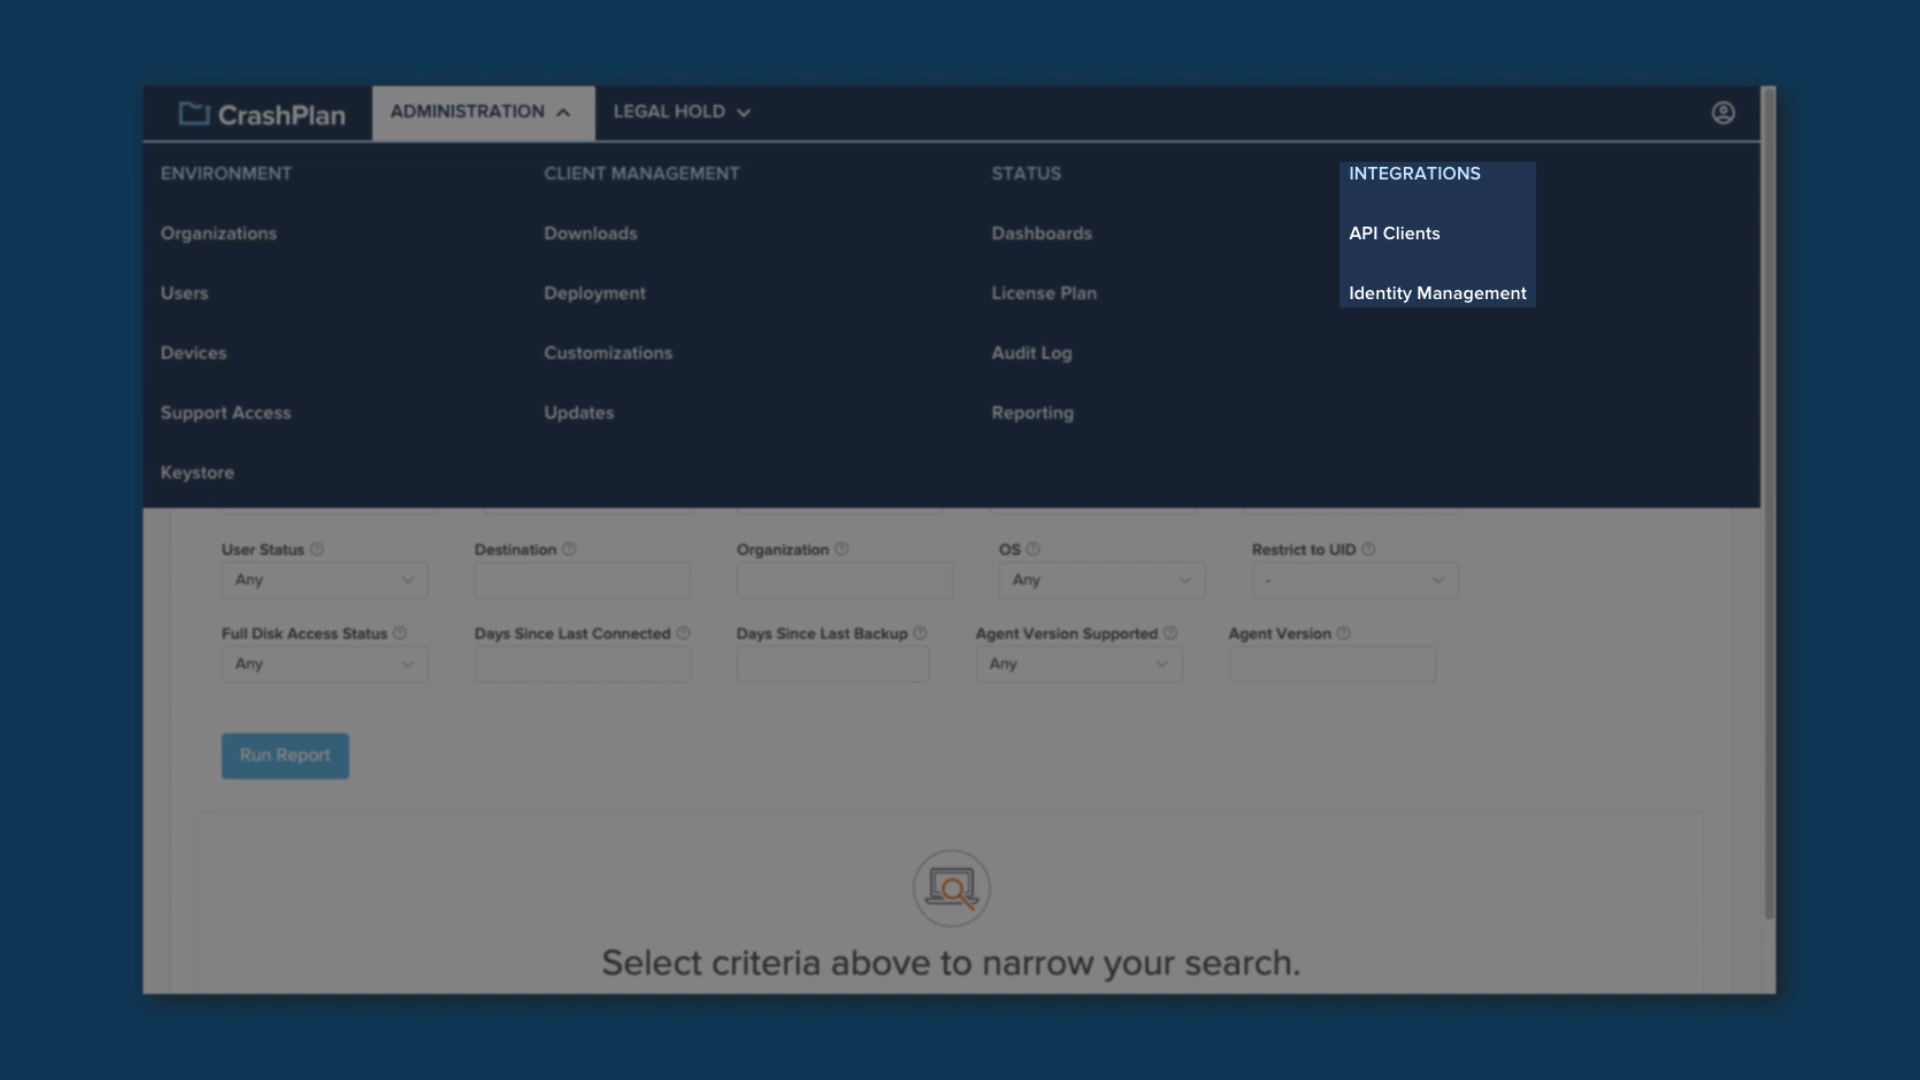 CrashPlan
ADMINISTRATION
LEGAL HOLD
ENVIRONMENT
Organizations
Users
Devices
Support Access
Keystore
CLIENT MANAGEMENT
Downloads
Deployment
Customizations
Updates
STATUS
Dashboards
License Plan
Audit Log
Reporting
INTEGRATIONS
API Clients
Identity Management
User Status
Destination
Organization
OS
Restrict to UID
Any
Any
-
Full Disk Access Status
Days Since Last Connected
Days Since Last Backup
Agent Version Supported
Agent Version
Any
Any
Run Report
Select criteria above to narrow your search.